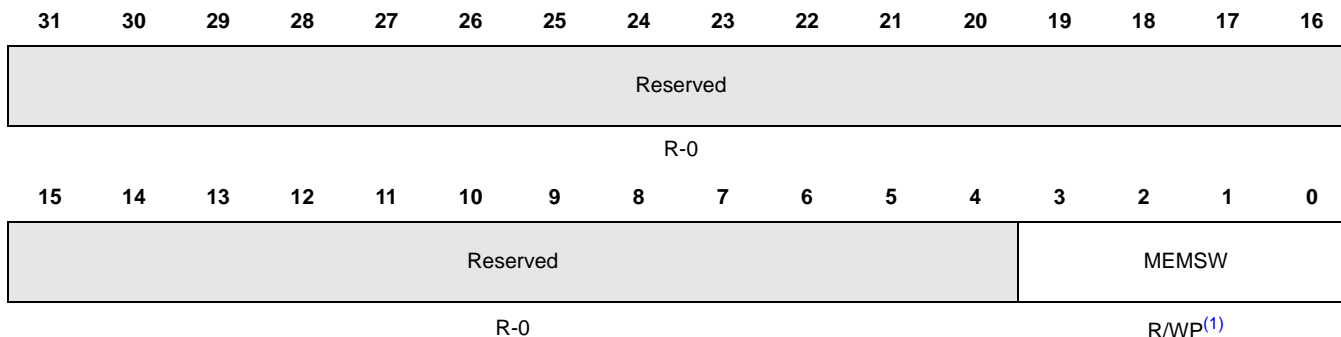 31 30 29 28 27 26 25 24 23 22 21 20 19 18 17 16
Reserved
R-0
15 14 13 12 11 10 9 8 7 6 5 4 3 2 1 0
Reserved MEMSW
R-0 R/WP(1)